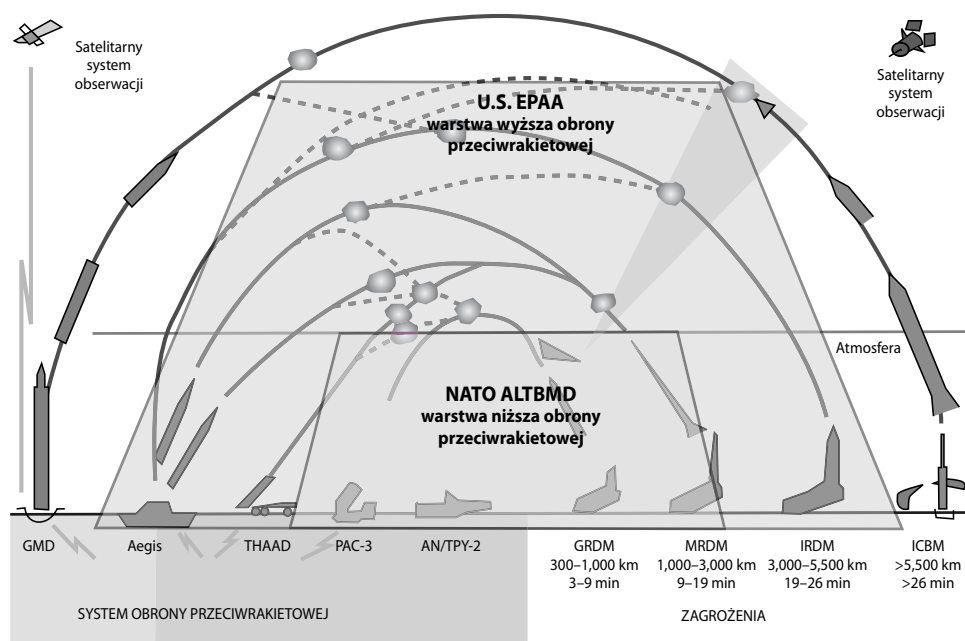 Satelitarny
system
obserwacji
Satelitarny
system
obserwacji
U.S. EPAA
warstwa wyższa obrony
przeciwrakietowej
Atmosfera
NATO ALTBMD
warstwa niższa obrony
przeciwrakietowej
GMD
Aegis
THAAD
PAC-3
AN/TPY-2
GRDM
300–1,000 km
3–9 min
MRDM
1,000–3,000 km
9–19 min
IRDM
3,000–5,500 km
19–26 min
ICBM
>5,500 km
>26 min
SYSTEM OBRONY PRZECIWRAKIETOWEJ
ZAGROŻENIA